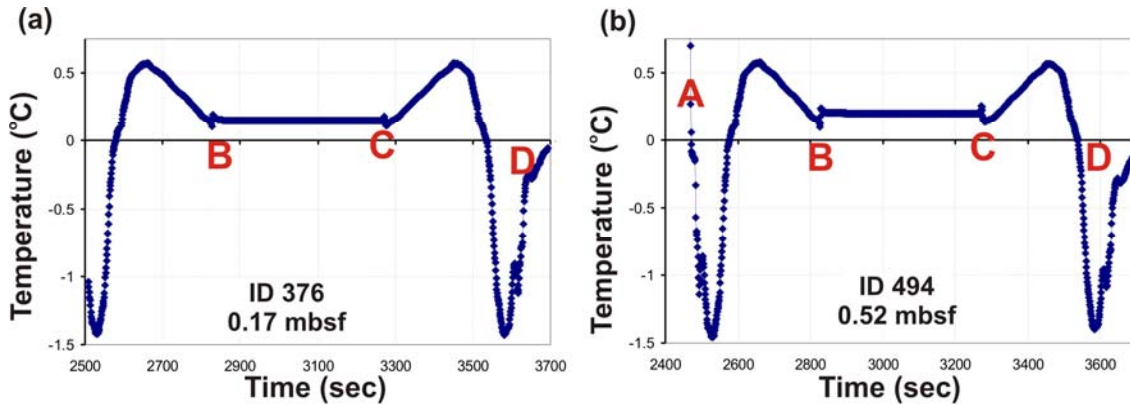 (a)
0.5
0
-0.5
-1
-1.5
Temperature (°C)
B
C
D
ID 376
0.17 mbsf
2500
2700
2900
3100
3300
3500
3700
Time (sec)
(b)
0.5
0
-0.5
-1
-1.5
Temperature (°C)
A
B
C
D
ID 494
0.52 mbsf
2400
2600
2800
3000
3200
3400
3600
Time (sec)